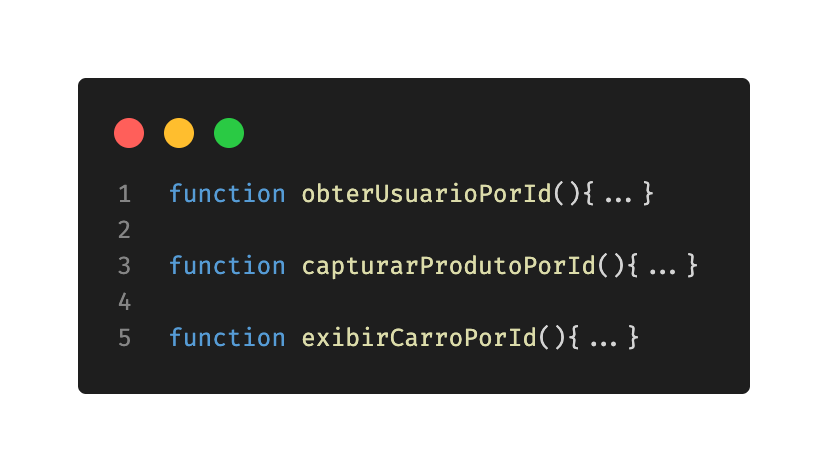 1 function obterUsuarioPorId(){ ... }
2
3 function capturarProdutoPorId(){ ... }
4
5 function exibirCarroPorId(){ ... }